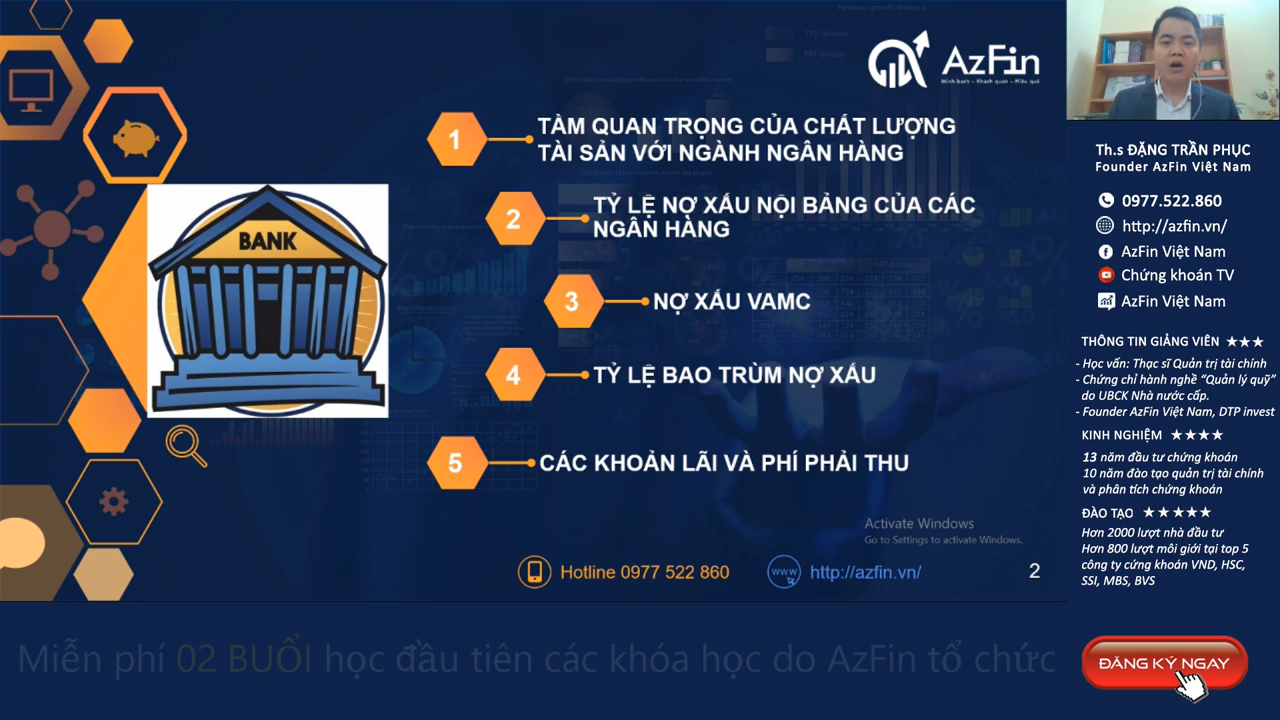 AzFin
Minh bạch - Khách quan - Hiệu quả
1
TẦM QUAN TRỌNG CỦA CHẤT LƯỢNG
TÀI SẢN VỚI NGÀNH NGÂN HÀNG
2
TỶ LỆ NỢ XẤU NỘI BẢNG CỦA CÁC
NGÂN HÀNG
3
NỢ XẤU VAMC
4
TỶ LỆ BAO TRÙM NỢ XẤU
5
CÁC KHOẢN LÃI VÀ PHÍ PHẢI THU
BANK
Activate Windows
Go to Settings to activate Windows.
Hotline 0977 522 860
www
http://azfin.vn/
2
Th.s ĐẶNG TRẦN PHỤC
Founder AzFin Việt Nam
0977.522.860
http://azfin.vn/
AzFin Việt Nam
Chứng khoán TV
AzFin Việt Nam
THÔNG TIN GIẢNG VIÊN ★★★
- Học vấn: Thạc sĩ Quản trị tài chính
- Chứng chỉ hành nghề “Quản lý quỹ”
do UBCK Nhà nước cấp.
- Founder AzFin Việt Nam, DTP invest
KINH NGHIỆM ★★★★
13 năm đầu tư chứng khoán
10 năm đào tạo quản trị tài chính
và phân tích chứng khoán
ĐÀO TẠO ★★★★★
Hơn 2000 lượt nhà đầu tư
Hơn 800 lượt môi giới tại top 5
công ty cứng khoán VND, HSC,
SSI, MBS, BVS
Miễn phí 02 BUỔI học đầu tiên các khóa học do AzFin tổ chức
ĐĂNG KÝ NGAY